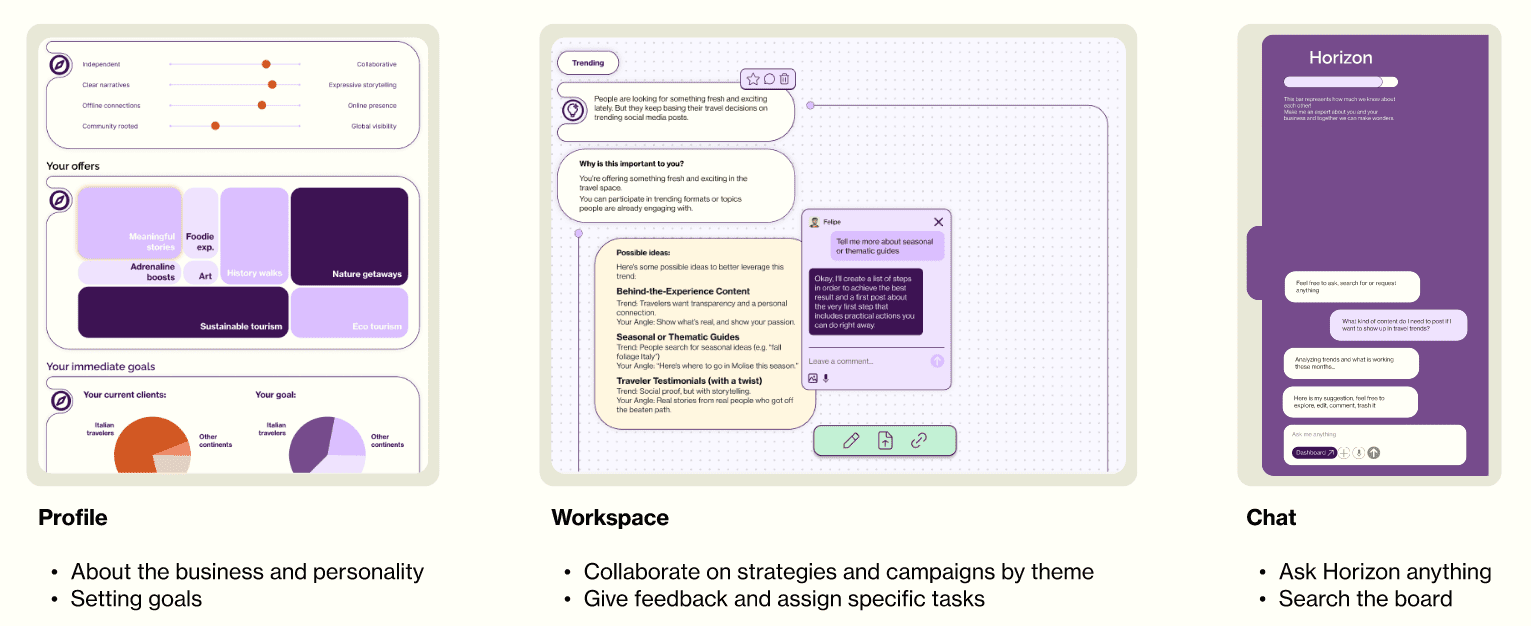 Independent
Collaborative
Clear narratives
Expressive storytelling
Offline connections
Online presence
Community rooted
Global visibility
Your offers
Meaningful
stories
Foodie
exp.
History walks
Nature getaways
Adrenaline
boosts
Art
Sustainable tourism
Eco tourism
Your immediate goals
Your current clients:
Your goal:
Italian
travelers
Other
continents
Italian
travelers
Other
continents
Profile
• About the business and personality
• Setting goals
Trending
People are looking for something fresh and exciting
lately. But they keep basing their travel decisions on
trending social media posts.
Why is this important to you?
You're offering something fresh and exciting in the
travel space.
You can participate in trending formats or topics
people are already engaging with.
Possible ideas:
Here's some possible ideas to better leverage this
trend:
Behind-the-Experience Content
Trend: Travelers want transparency and a personal
connection.
Your Angle: Show what's real, and show your passion.
Seasonal or Thematic Guides
Trend: People search for seasonal ideas (e.g. "fall
foliage Italy")
Your Angle: "Here's where to go in Molise this season."
Traveler Testimonials (with a twist)
Trend: Social proof, but with storytelling.
Your Angle: Real stories from real people who got off
the beaten path.
Felipe
Tell me more about seasonal
or thematic guides
Okay. I'll create a list of steps
in order to achieve the best
result and a first post about
the very first step that
includes practical actions you
can do right away.
Leave a comment...
Workspace
• Collaborate on strategies and campaigns by theme
• Give feedback and assign specific tasks
Horizon
This bar represents how much we know about
each other!
Make me an expert about you and your
business and together we can make wonders.
Feel free to ask, search for or request
anything
What kind of content do I need to post if I
want to show up in travel trends?
Analyzing trends and what is working
these months...
Here is my suggestion, feel free to
explore, edit, comment, trash it
Ask me anything
Dashboard
Chat
• Ask Horizon anything
• Search the board